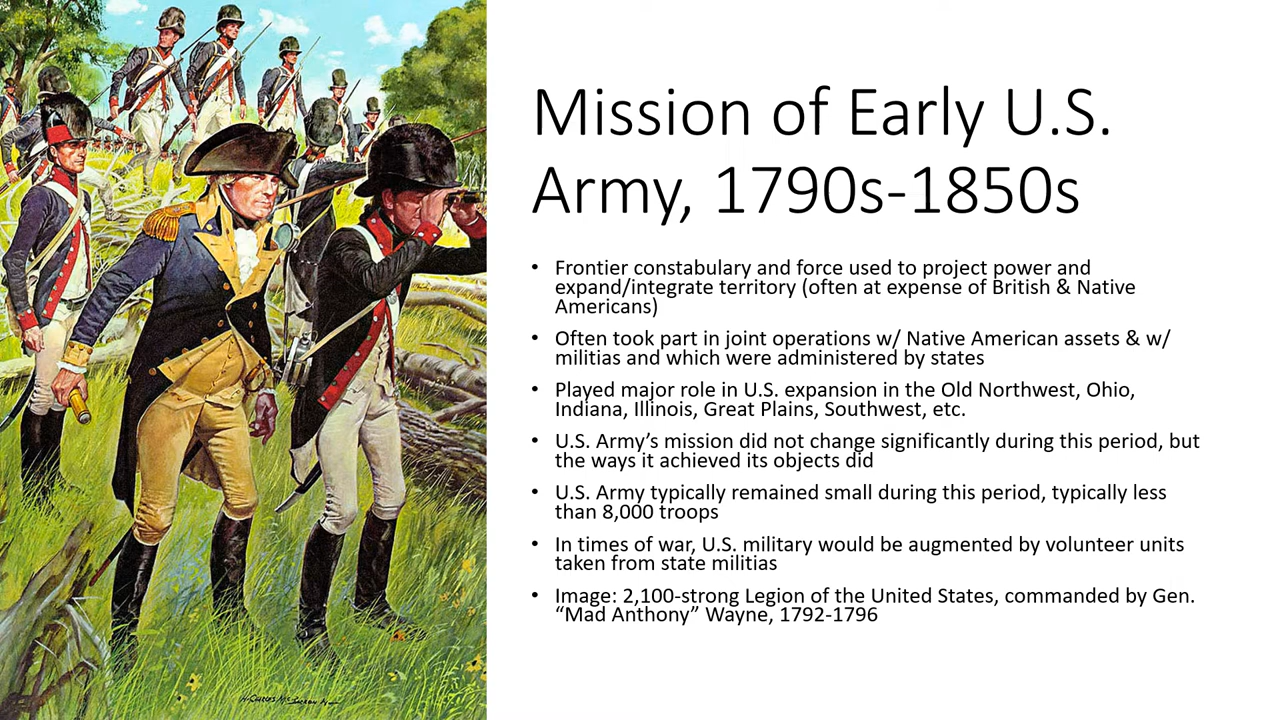 Mission of Early U.S.
Army, 1790s-1850s
• Frontier constabulary and force used to project power and
expand/integrate territory (often at expense of British & Native
Americans)
• Often took part in joint operations w/ Native American assets & w/
militias and which were administered by states
• Played major role in U.S. expansion in the Old Northwest, Ohio,
Indiana, Illinois, Great Plains, Southwest, etc.
• U.S. Army’s mission did not change significantly during this period, but
the ways it achieved its objects did
• U.S. Army typically remained small during this period, typically less
than 8,000 troops
• In times of war, U.S. military would be augmented by volunteer units
taken from state militias
• Image: 2,100-strong Legion of the United States, commanded by Gen.
“Mad Anthony” Wayne, 1792-1796